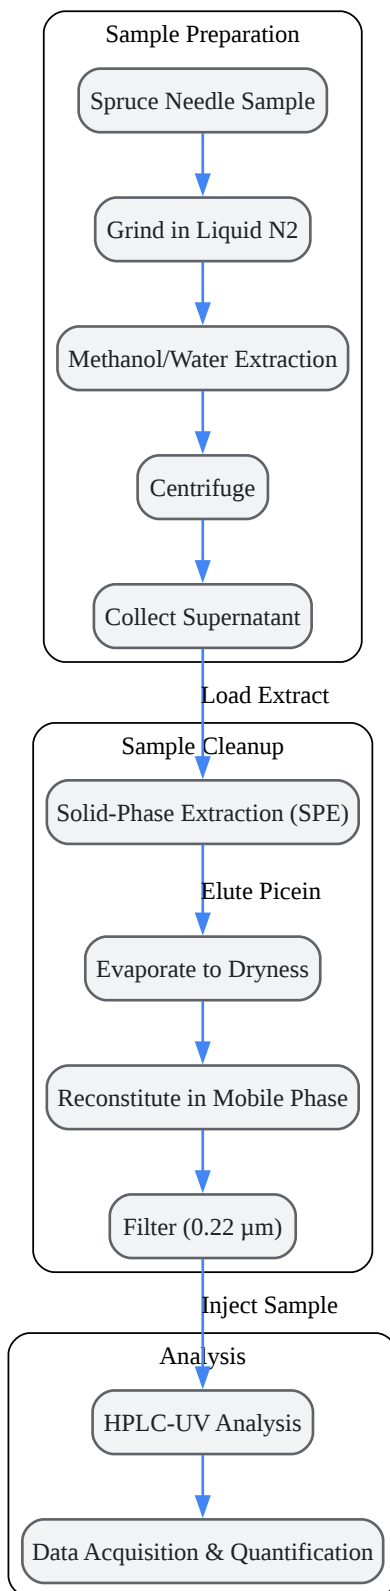 Sample Preparation
Spruce Needle Sample
Grind in Liquid N2
Methanol/Water Extraction
Centrifuge
Collect Supernatant
Load Extract
Sample Cleanup
Solid-Phase Extraction (SPE)
Elute Picein
Evaporate to Dryness
Reconstitute in Mobile Phase
Filter (0.22 µm)
Inject Sample
Analysis
HPLC-UV Analysis
Data Acquisition & Quantification